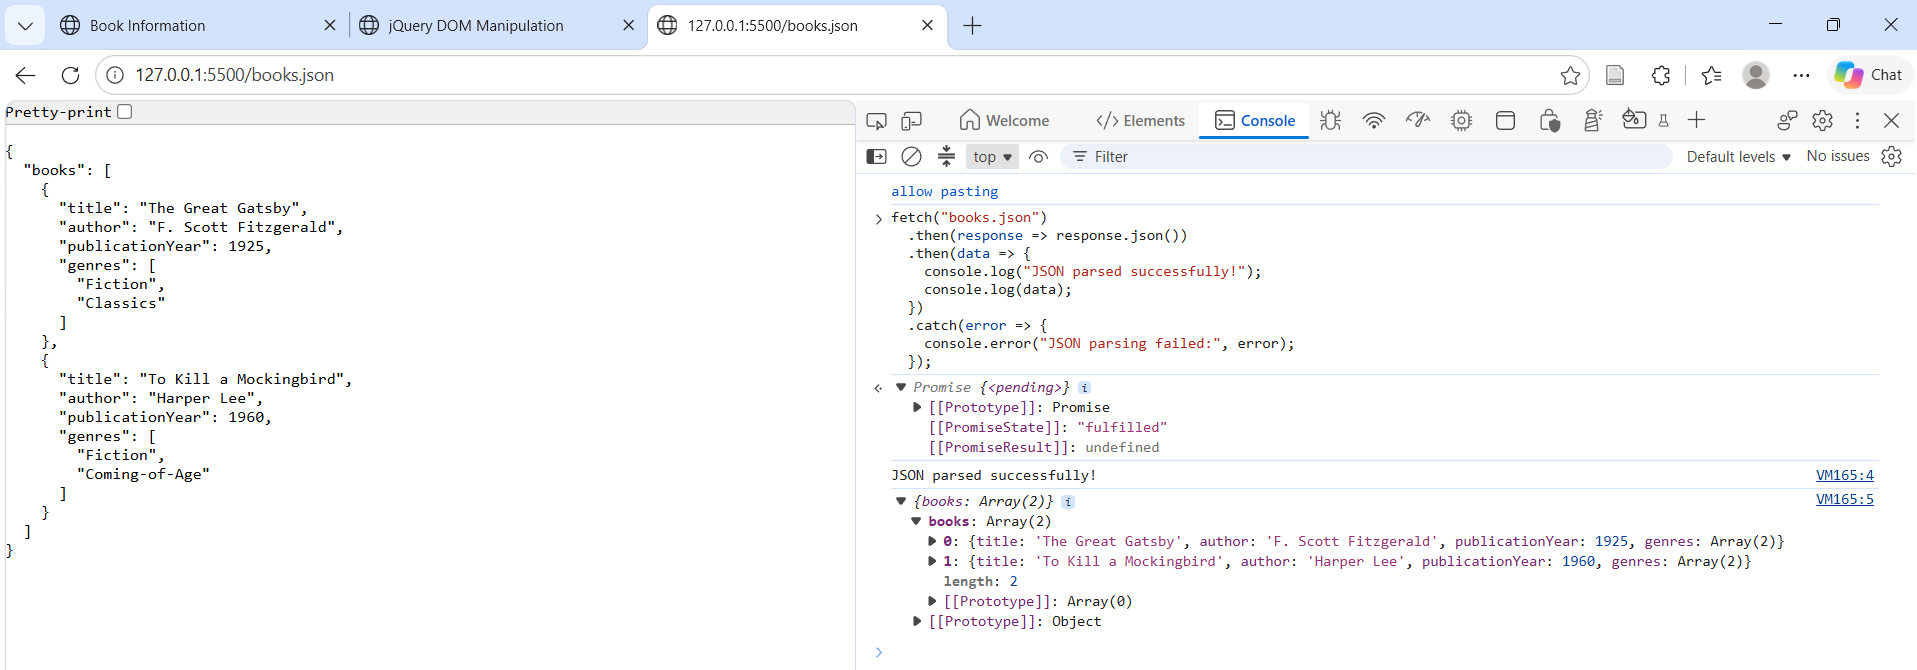 Book Information
jQuery DOM Manipulation
127.0.0.1:5500/books.json
127.0.0.1:5500/books.json
Chat
Pretty-print
{
  "books": [
    {
      "title": "The Great Gatsby",
      "author": "F. Scott Fitzgerald",
      "publicationYear": 1925,
      "genres": [
        "Fiction",
        "Classics"
      ]
    },
    {
      "title": "To Kill a Mockingbird",
      "author": "Harper Lee",
      "publicationYear": 1960,
      "genres": [
        "Fiction",
        "Coming-of-Age"
      ]
    }
  ]
}
Welcome
Elements
Console
top
Filter
Default levels
No issues
allow pasting
fetch("books.json")
  .then(response => response.json())
  .then(data => {
    console.log("JSON parsed successfully!");
    console.log(data);
  })
  .catch(error => {
    console.error("JSON parsing failed:", error);
  });
Promise {<pending>} i
[[Prototype]]: Promise
[[PromiseState]]: "fulfilled"
[[PromiseResult]]: undefined
JSON parsed successfully! VM165:4
{books: Array(2)} i VM165:5
books: Array(2)
0: {title: 'The Great Gatsby', author: 'F. Scott Fitzgerald', publicationYear: 1925, genres: Array(2)}
1: {title: 'To Kill a Mockingbird', author: 'Harper Lee', publicationYear: 1960, genres: Array(2)}
length: 2
[[Prototype]]: Array(0)
[[Prototype]]: Object